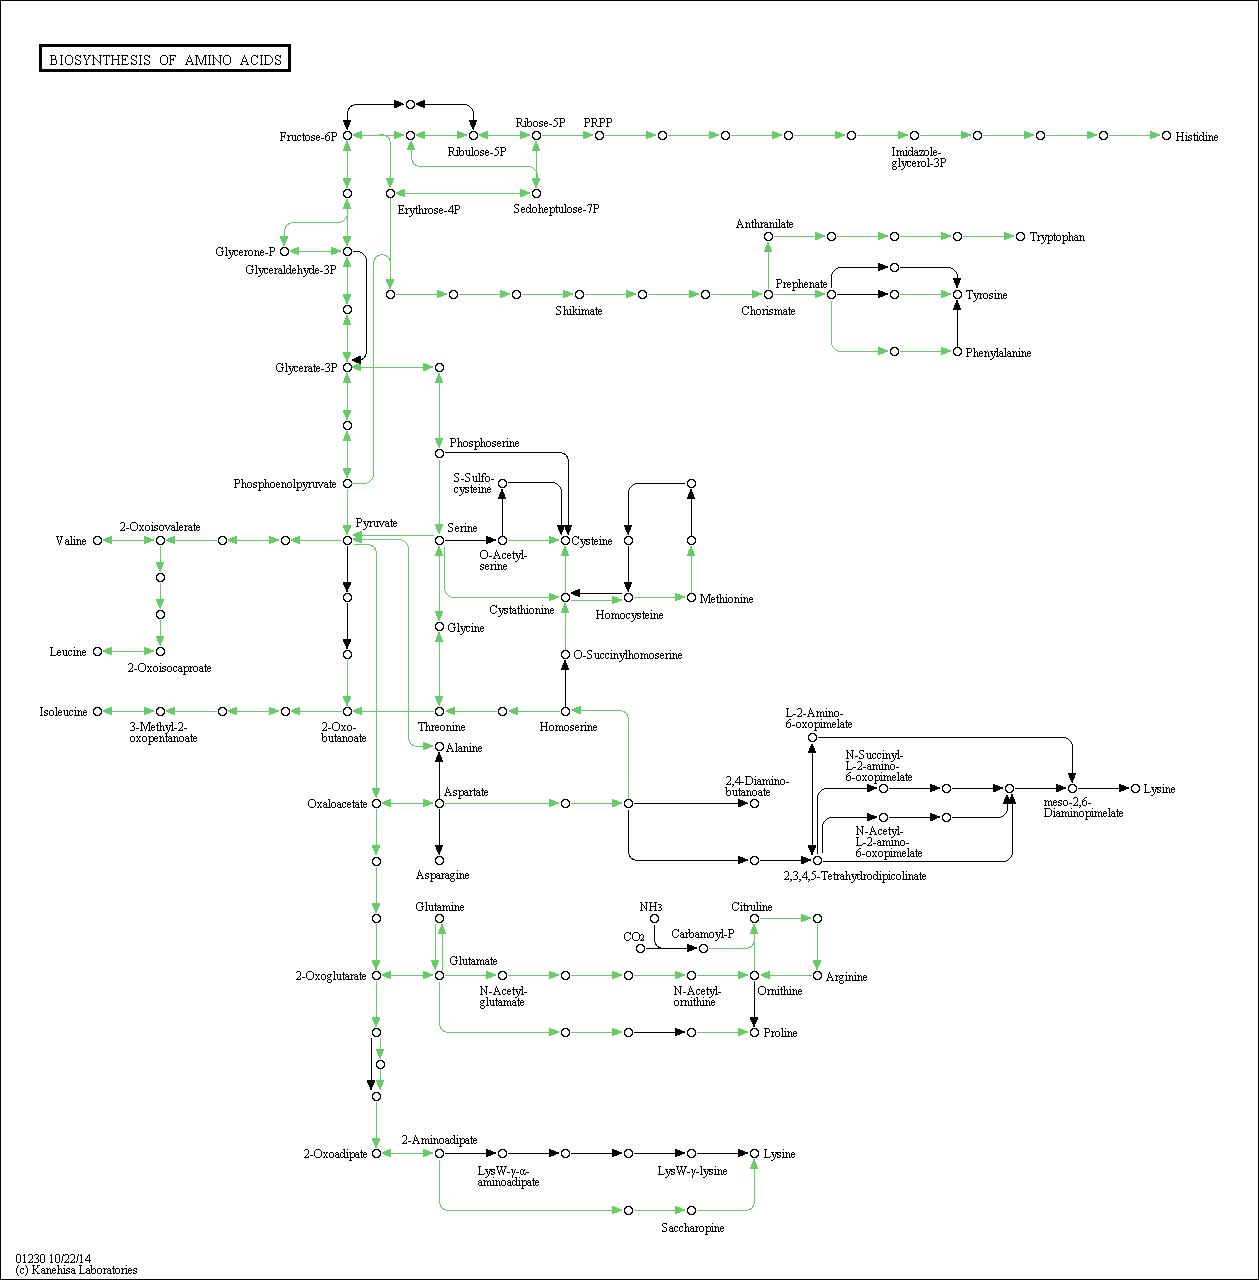 BIOSYNTHESIS OF AMINO ACIDS
Fructose-6P
Ribulose-5P
Ribose-5P
PRPP
Imidazole-
glycerol-3P
Histidine
Erythrose-4P
Sedoheptulose-7P
Glycerone-P
Glyceraldehyde-3P
Anthranilate
Tryptophan
Shikimate
Chorismate
Prephenate
Tyrosine
Phenylalanine
Glycerate-3P
Phosphoserine
Phosphoenolpyruvate
S-Sulfo-
cysteine
Valine
2-Oxoisovalerate
Pyruvate
Serine
O-Acetyl-
serine
Cysteine
Cystathionine
Homocysteine
Methionine
Glycine
Leucine
2-Oxoisocaproate
O-Succinylhomoserine
Isoleucine
3-Methyl-2-
oxopentanoate
2-Oxo-
butanoate
Threonine
Homoserine
Alanine
L-2-Amino-
6-oxopimelate
N-Succinyl-
L-2-amino-
6-oxopimelate
Oxaloacetate
Aspartate
2,4-Diamino-
butanoate
meso-2,6-
Diaminopimelate
Lysine
N-Acetyl-
L-2-amino-
6-oxopimelate
Asparagine
2,3,4,5-Tetrahydrodipicolinate
Glutamine
NH3
CO2
Carbamoyl-P
Citruline
2-Oxoglutarate
Glutamate
N-Acetyl-
glutamate
N-Acetyl-
ornithine
Ornithine
Arginine
Proline
2-Oxoadipate
2-Aminoadipate
LysW-γ-α-
aminoadipate
LysW-γ-lysine
Lysine
Saccharopine
01230 10/22/14
(c) Kanehisa Laboratories